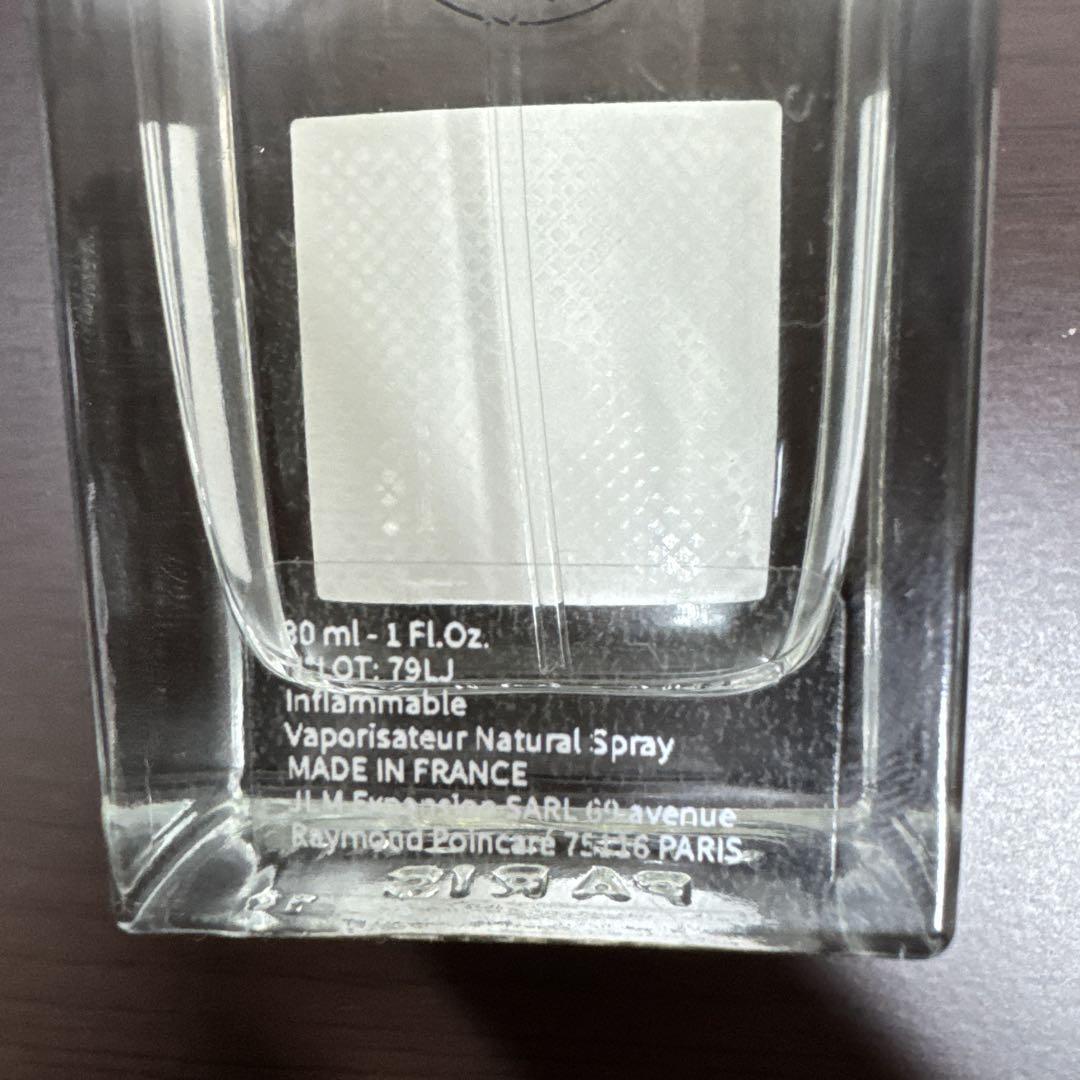 30 ml - 1 Fl.Oz.
N°LOT: 79LJ
Inflammable
Vaporisateur Natural Spray
MADE IN FRANCE
JLM Expansion SARL 69 avenue
Raymond Poincaré 75116 PARIS
PARIS